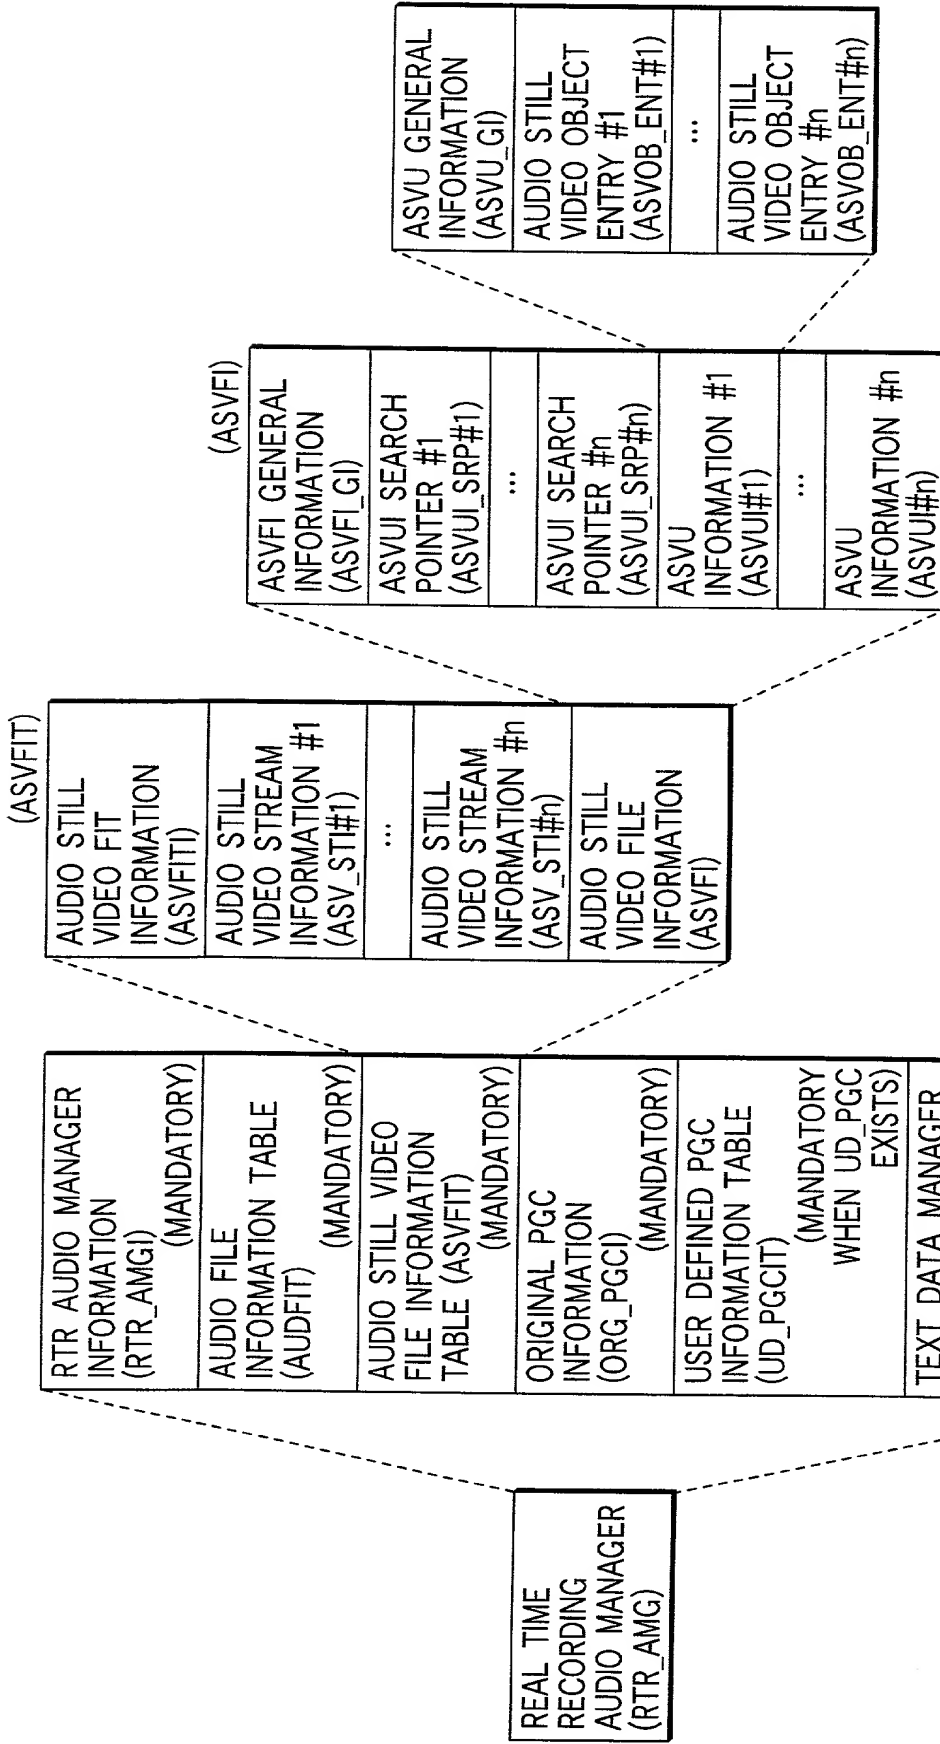 REAL TIME
RECORDING
AUDIO MANAGER
(RTR_AMG)
RTR AUDIO MANAGER
INFORMATION
(RTR_AMGI)
(MANDATORY)
AUDIO FILE
INFORMATION TABLE
(AUDFIT)
(MANDATORY)
AUDIO STILL VIDEO
FILE INFORMATION
TABLE (ASVFIT)
(MANDATORY)
ORIGINAL PGC
INFORMATION
(ORG_PGCI)
(MANDATORY)
USER DEFINED PGC
INFORMATION TABLE
(UD_PGCIT)
(MANDATORY
WHEN UD_PGC
EXISTS)
TEXT DATA MANAGER
(ASVFIT)
AUDIO STILL
VIDEO FIT
INFORMATION
(ASVFITI)
AUDIO STILL
VIDEO STREAM
INFORMATION #1
(ASV_STI#1)
...
AUDIO STILL
VIDEO STREAM
INFORMATION #n
(ASV_STI#n)
AUDIO STILL
VIDEO FILE
INFORMATION
(ASVFI)
(ASVFI)
ASVFI GENERAL
INFORMATION
(ASVFI_GI)
ASVUI SEARCH
POINTER #1
(ASVUI_SRP#1)
...
ASVUI SEARCH
POINTER #n
(ASVUI_SRP#n)
ASVU
INFORMATION #1
(ASVUI#1)
...
ASVU
INFORMATION #n
(ASVUI#n)
ASVU GENERAL
INFORMATION
(ASVU_GI)
AUDIO STILL
VIDEO OBJECT
ENTRY #1
(ASVOB_ENT#1)
...
AUDIO STILL
VIDEO OBJECT
ENTRY #n
(ASVOB_ENT#n)